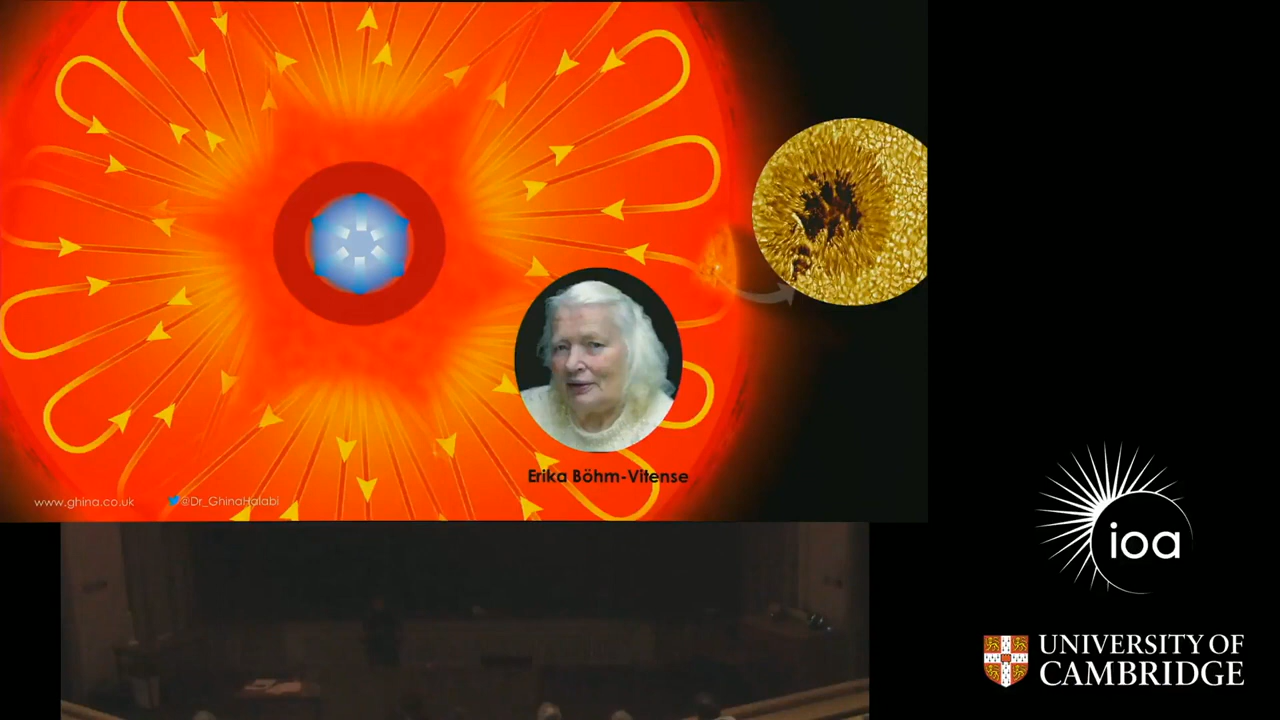 Erika Böhm-Vitense
www.ghina.co.uk
@Dr_GhinaHalabi
ioa
UNIVERSITY OF
CAMBRIDGE